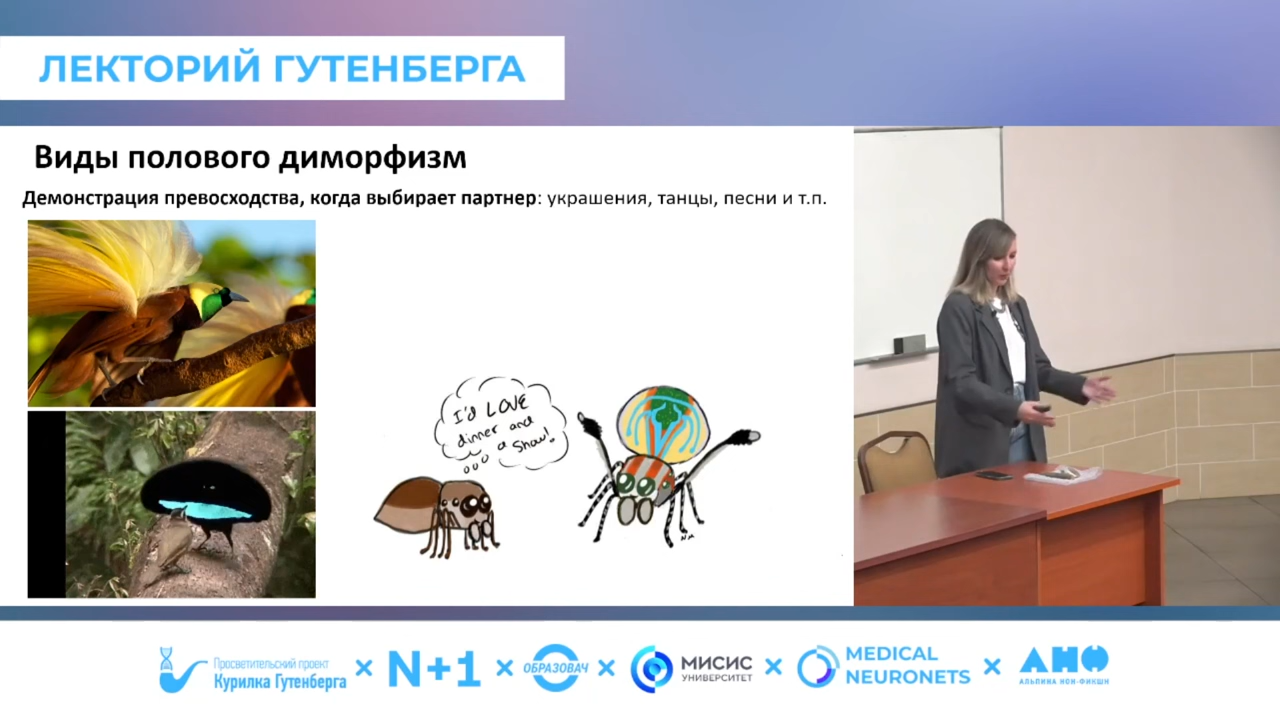 ЛЕКТОРИЙ ГУТЕНБЕРГА
Виды полового диморфизм
Демонстрация превосходства, когда выбирает партнер: украшения, танцы, песни и т.п.
I'd LOVE
dinner and
a show!
Просветительский проект
Курилка Гутенберга
× N+1 × ОБРАЗОВАЧ ×
МИСИС
УНИВЕРСИТЕТ
×
MEDICAL
NEURONETS
×
АНФ
АЛЬПИНА НОН-ФИКШН